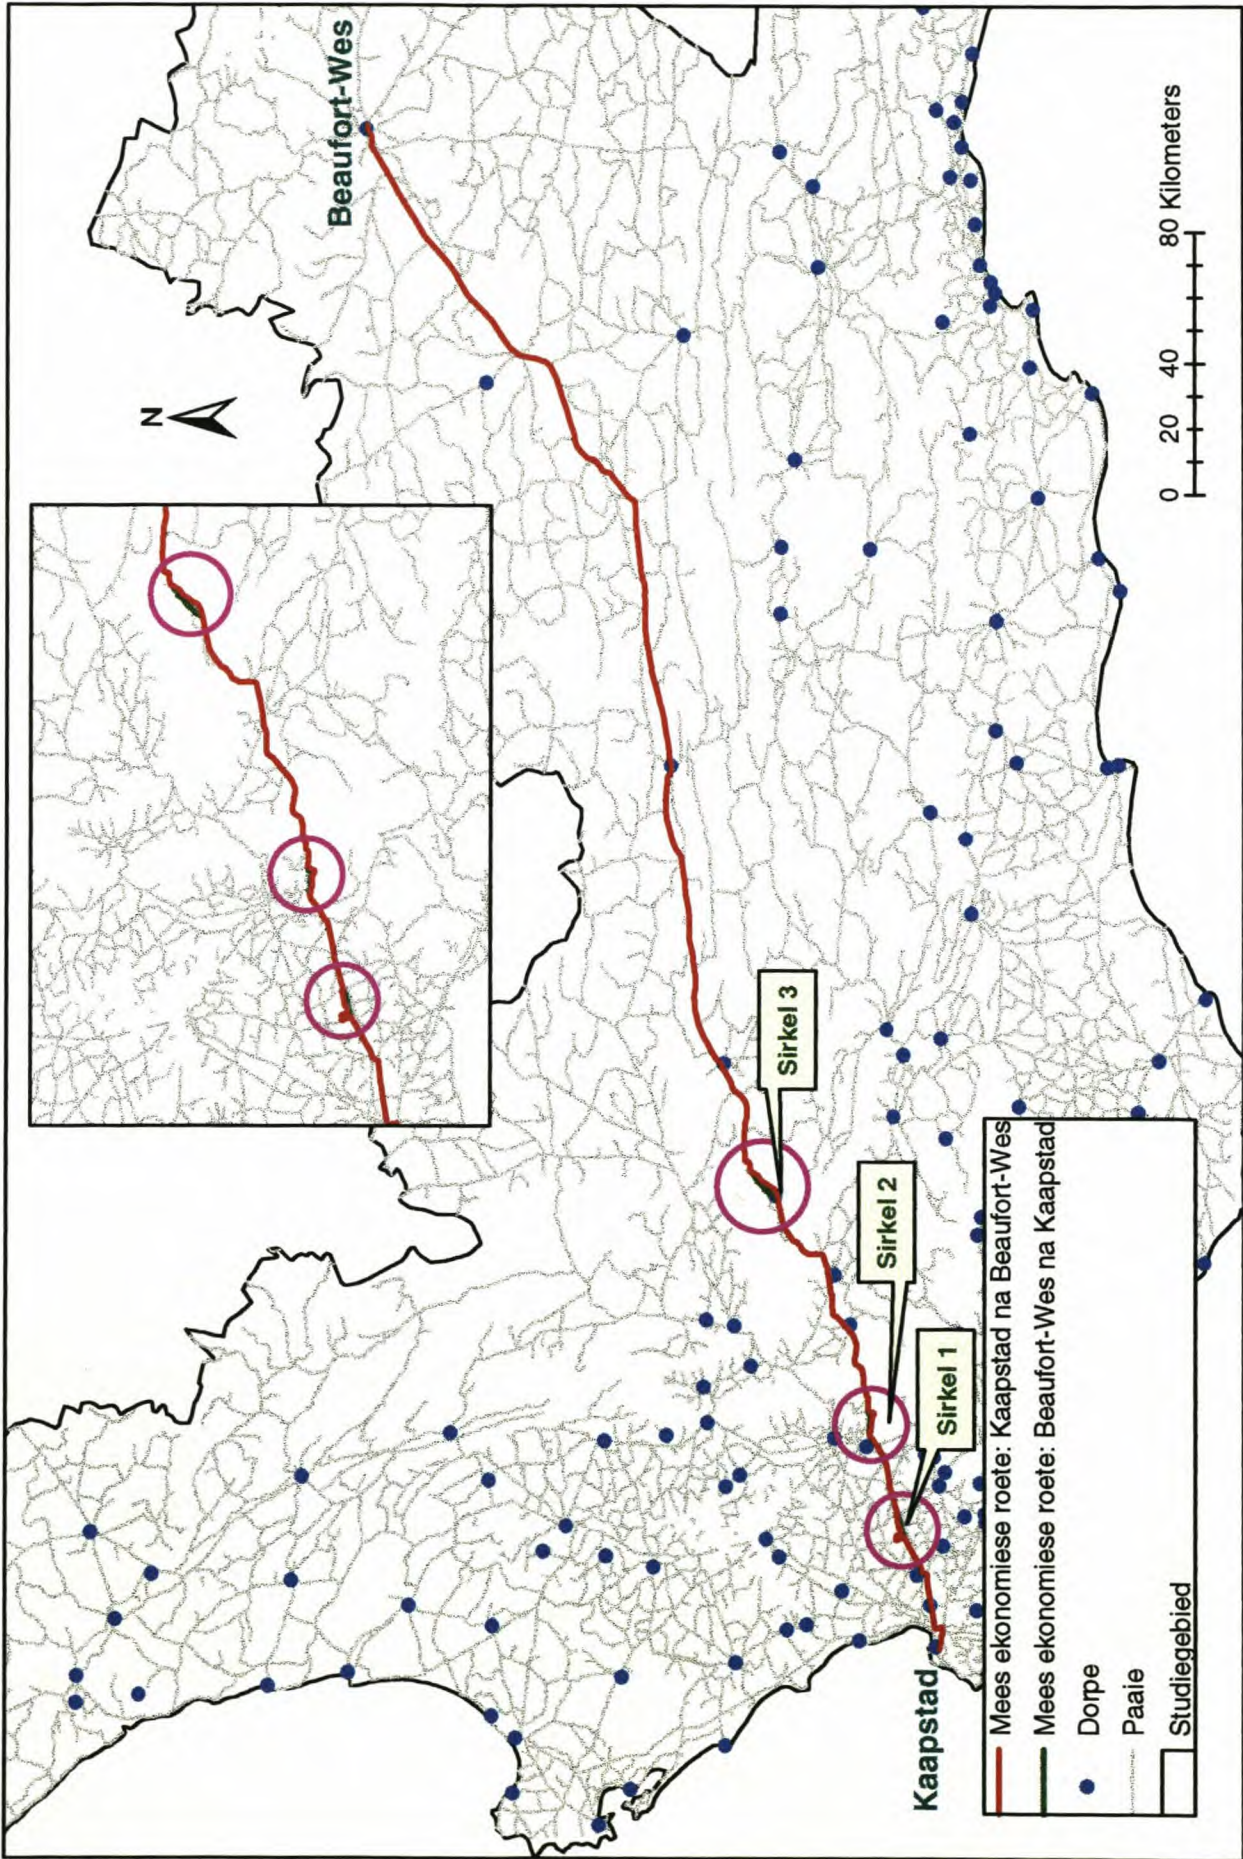 Beaufort-Wes
N
Sirkel 3
Sirkel 2
Sirkel 1
Kaapstad
0 20 40 80 Kilometers
Mees ekonomiese roete: Kaapstad na Beaufort-Wes
Mees ekonomiese roete: Beaufort-Wes na Kaapstad
Dorpe
Paaie
Studiegebied